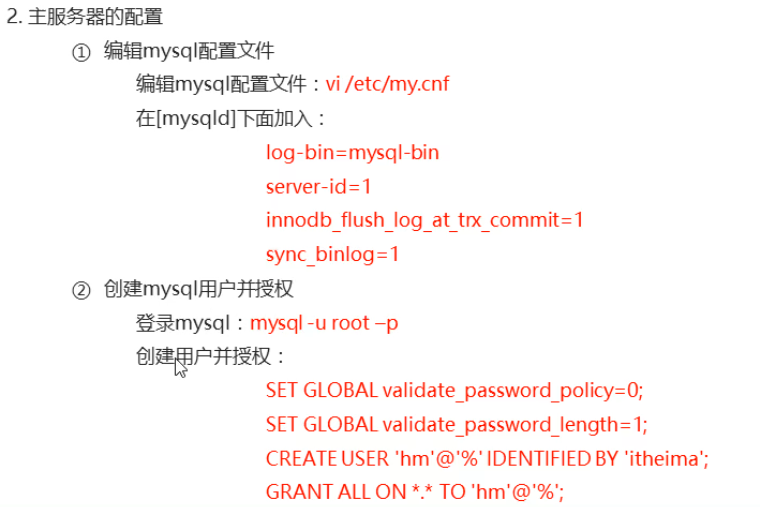 2. 主服务器的配置
① 编辑mysql配置文件
编辑mysql配置文件：vi /etc/my.cnf
在[mysqld]下面加入：
log-bin=mysql-bin
server-id=1
innodb_flush_log_at_trx_commit=1
sync_binlog=1
② 创建mysql用户并授权
登录mysql：mysql -u root –p
创建用户并授权：
SET GLOBAL validate_password_policy=0;
SET GLOBAL validate_password_length=1;
CREATE USER 'hm'@'%' IDENTIFIED BY 'itheima';
GRANT ALL ON *.* TO 'hm'@'%';